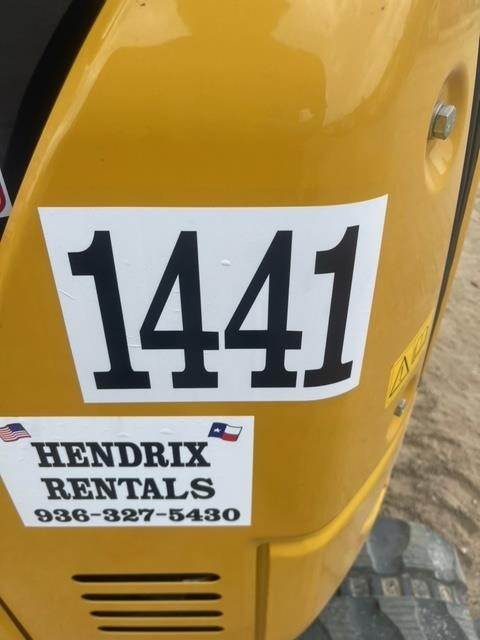 1441
HENDRIX
RENTALS
936-327-5430